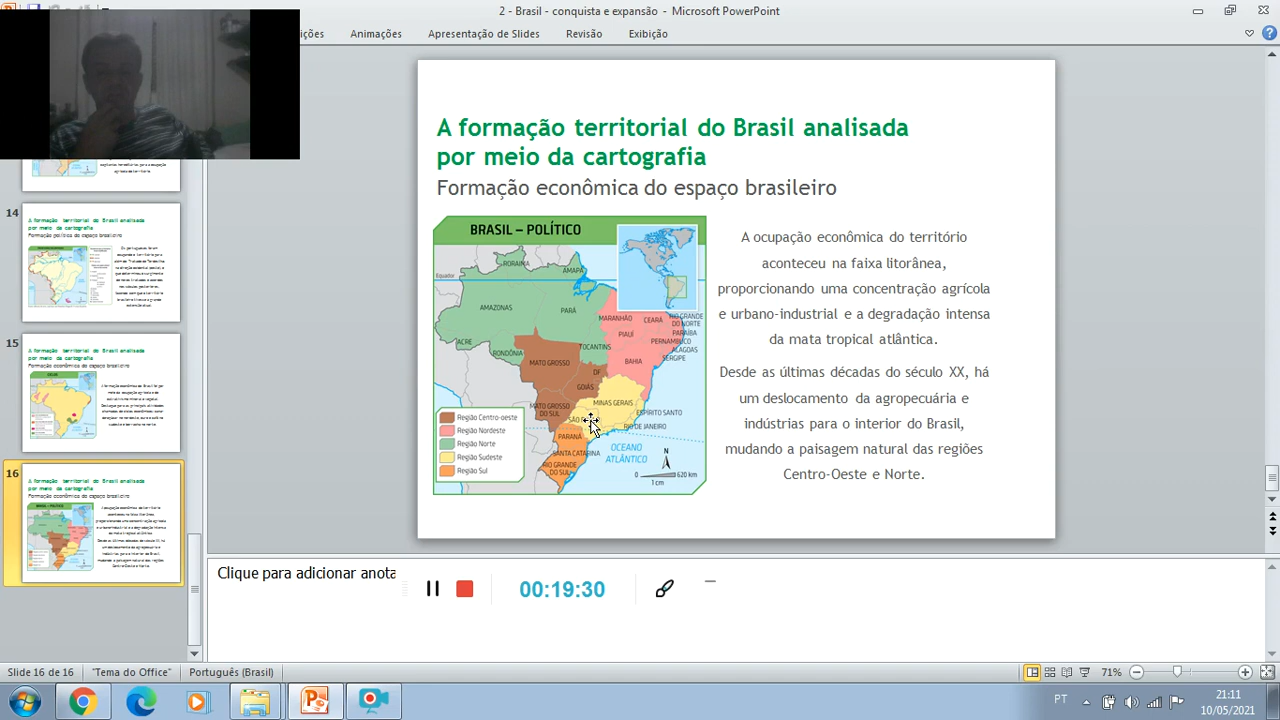 2 - Brasil - conquista e expansão - Microsoft PowerPoint
Animações
Apresentação de Slides
Revisão
Exibição
14
A formação territorial do Brasil analisada
por meio da cartografia
Formação política do espaço brasileiro
15
A formação territorial do Brasil analisada
por meio da cartografia
Formação econômica do espaço brasileiro
16
A formação territorial do Brasil analisada
por meio da cartografia
Formação econômica do espaço brasileiro
A formação territorial do Brasil analisada
por meio da cartografia
Formação econômica do espaço brasileiro
BRASIL – POLÍTICO
Equador
RORAIMA
AMAPÁ
AMAZONAS
PARÁ
MARANHÃO
CEARÁ
RIO GRANDE
DO NORTE
PARAÍBA
PIAUÍ
PERNAMBUCO
ALAGOAS
SERGIPE
ACRE
RONDÔNIA
TOCANTINS
BAHIA
MATO GROSSO
DF
GOIÁS
MATO GROSSO
DO SUL
MINAS GERAIS
ESPÍRITO SANTO
RIO DE JANEIRO
PARANÁ
SANTA CATARINA
RIO GRANDE
DO SUL
OCEANO
ATLÂNTICO
N
0 620 km
1 cm
Região Centro-oeste
Região Nordeste
Região Norte
Região Sudeste
Região Sul
A ocupação econômica do território
aconteceu na faixa litorânea,
proporcionando a concentração agrícola
e urbano-industrial e a degradação intensa
da mata tropical atlântica.
Desde as últimas décadas do século XX, há
um deslocamento da agropecuária e
indústrias para o interior do Brasil,
mudando a paisagem natural das regiões
Centro-Oeste e Norte.
Clique para adicionar anota
00:19:30
Slide 16 de 16
"Tema do Office"
Português (Brasil)
71%
PT
21:11
10/05/2021